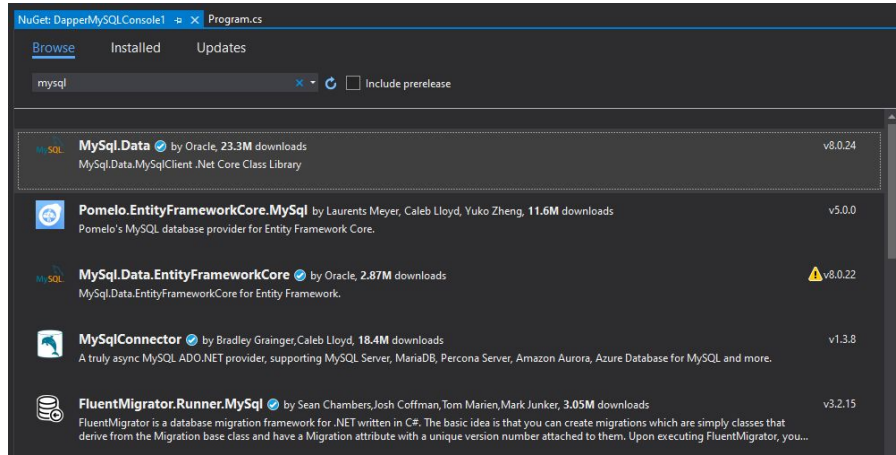 NuGet: DapperMySQLConsole1 Program.cs
Browse Installed Updates
mysql Include prerelease
MySql.Data by Oracle, 23.3M downloads v8.0.24
MySql.Data.MySqlClient .Net Core Class Library
Pomelo.EntityFrameworkCore.MySql by Laurents Meyer, Caleb Lloyd, Yuko Zheng, 11.6M downloads v5.0.0
Pomelo's MySQL database provider for Entity Framework Core.
MySql.Data.EntityFrameworkCore by Oracle, 2.87M downloads v8.0.22
MySql.Data.EntityFrameworkCore for Entity Framework.
MySqlConnector by Bradley Grainger,Caleb Lloyd, 18.4M downloads v1.3.8
A truly async MySQL ADO.NET provider, supporting MySQL Server, MariaDB, Percona Server, Amazon Aurora, Azure Database for MySQL and more.
FluentMigrator.Runner.MySql by Sean Chambers,Josh Coffman,Tom Marien,Mark Junker, 3.05M downloads v3.2.15
FluentMigrator is a database migration framework for .NET written in C#. The basic idea is that you can create migrations which are simply classes that
derive from the Migration base class and have a Migration attribute with a unique version number attached to them. Upon executing FluentMigrator, you...